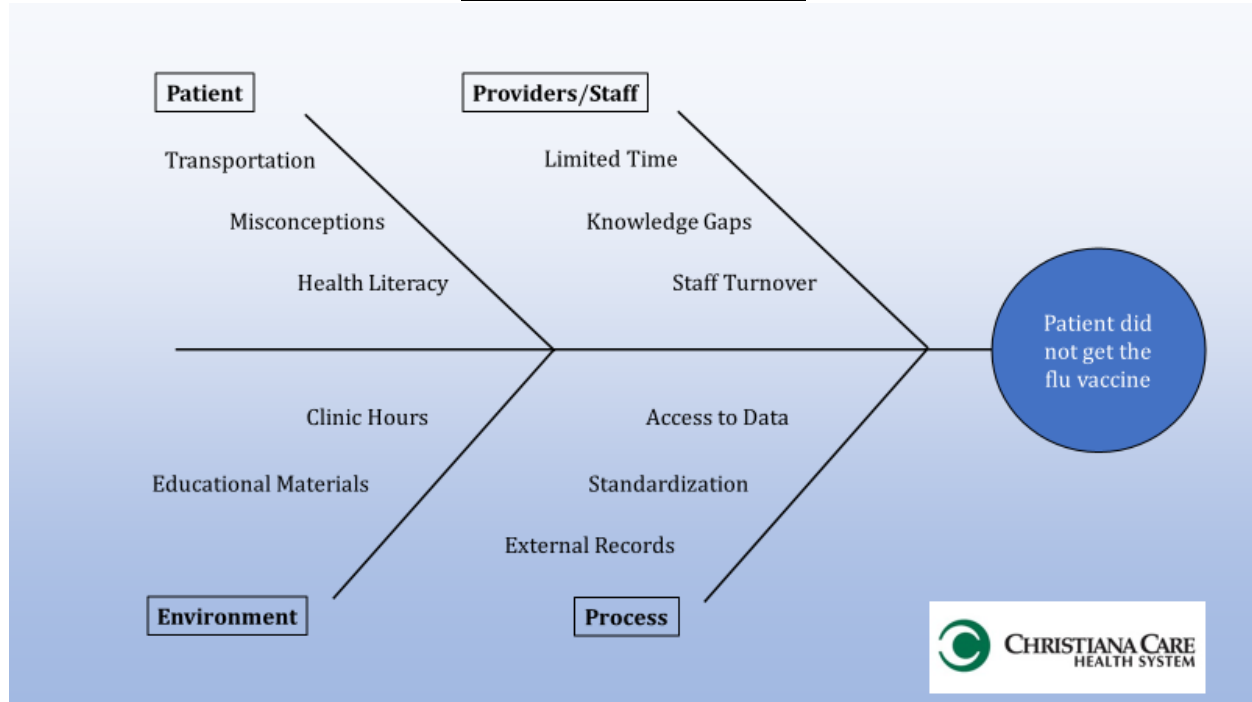 Patient
Providers/Staff
Transportation
Limited Time
Misconceptions
Knowledge Gaps
Health Literacy
Staff Turnover
Patient did
not get the
flu vaccine
Clinic Hours
Access to Data
Educational Materials
Standardization
External Records
Environment
Process
CHRISTIANA CARE
HEALTH SYSTEM